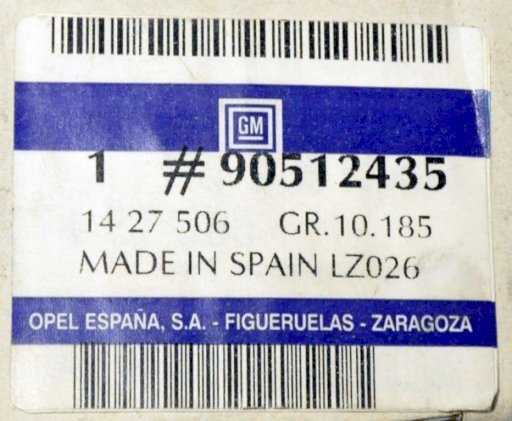 GM
1 #90512435
14 27 506 GR.10.185
MADE IN SPAIN LZ026
OPEL ESPAÑA, S.A. - FIGUERUELAS - ZARAGOZA